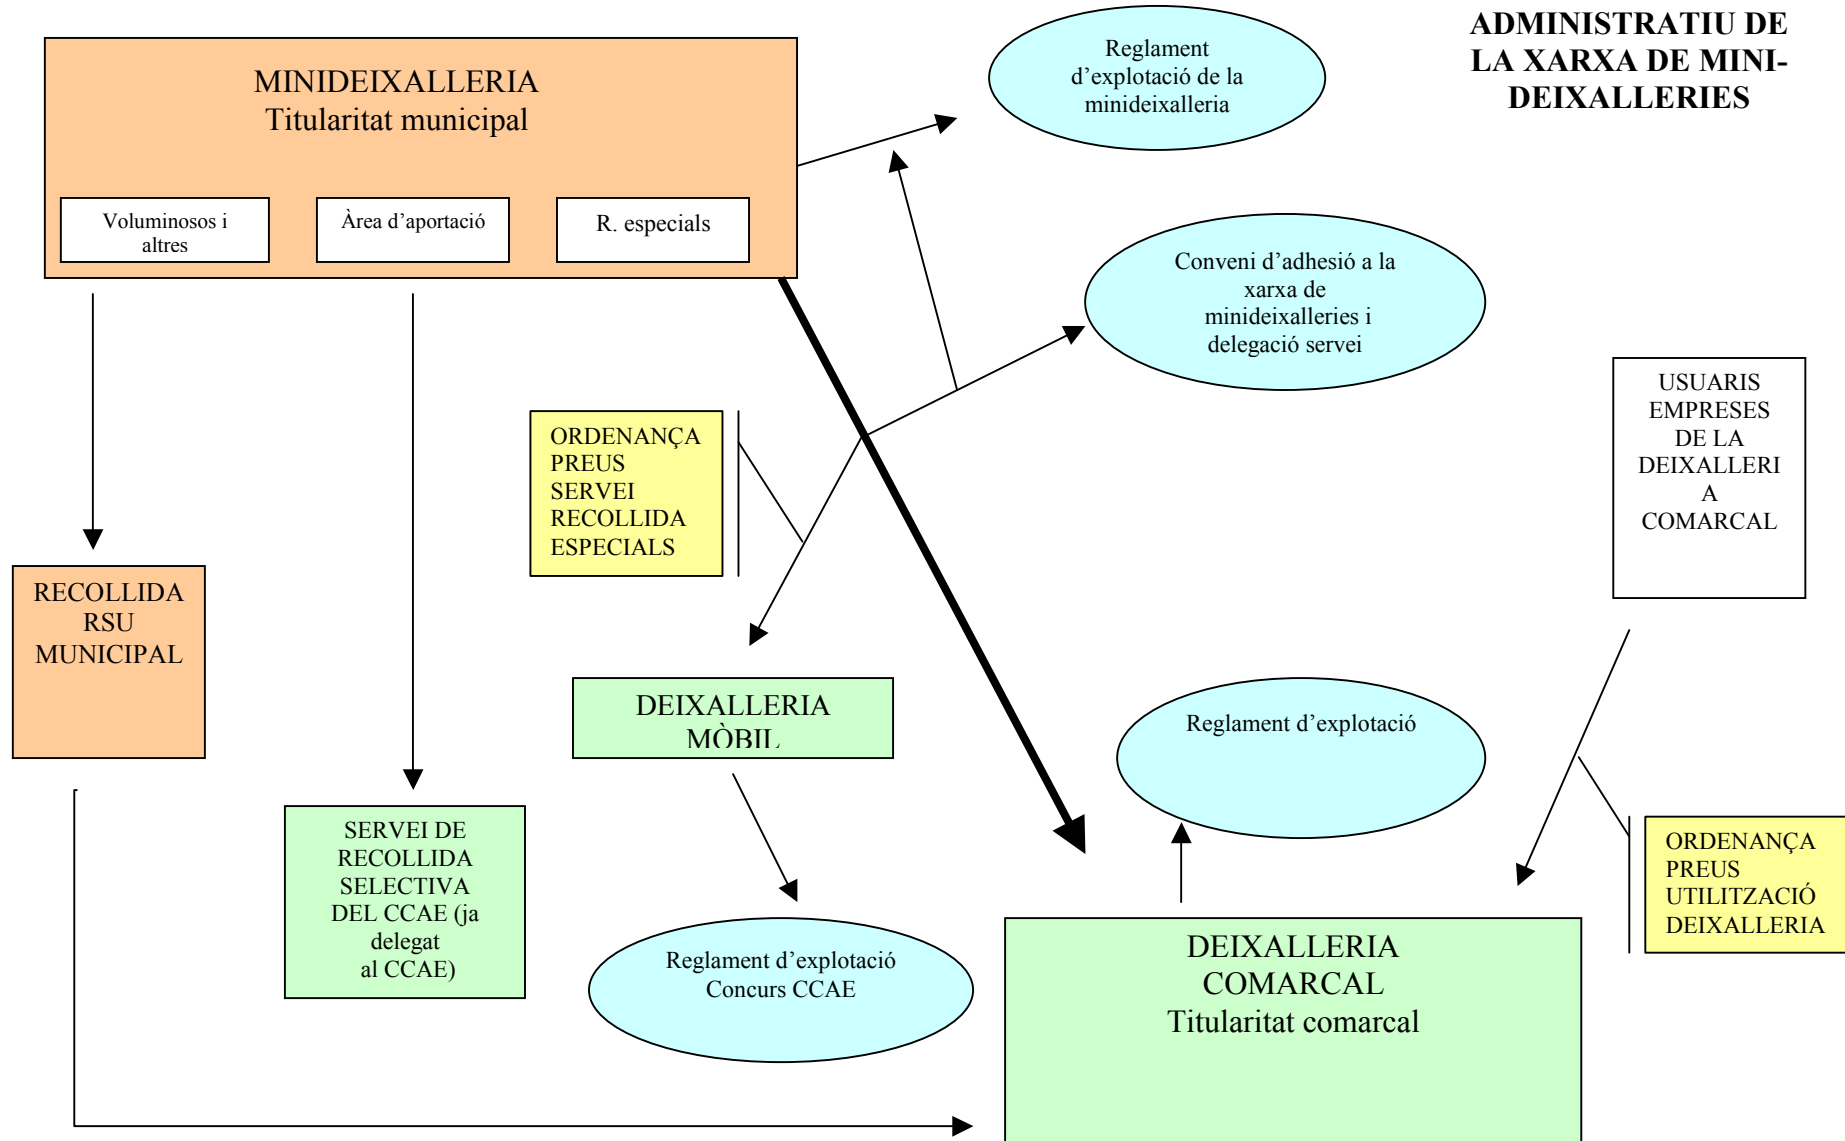 ADMINISTRATIU DE
LA XARXA DE MINI-
DEIXALLERIES
MINIDEIXALLERIA
Titularitat municipal
Voluminosos i
altres
Àrea d’aportació
R. especials
Reglament
d’explotació de la
minideixalleria
Conveni d’adhesió a la
xarxa de
minideixalleries i
delegació servei
USUARIS
EMPRESES
DE LA
DEIXALLERI
A
COMARCAL
ORDENANÇA
PREUS
SERVEI
RECOLLIDA
ESPECIALS
RECOLLIDA
RSU
MUNICIPAL
DEIXALLERIA
MÒBIL
Reglament d’explotació
SERVEI DE
RECOLLIDA
SELECTIVA
DEL CCAE (ja
delegat
al CCAE)
ORDENANÇA
PREUS
UTILITZACIÓ
DEIXALLERIA
Reglament d’explotació
Concurs CCAE
DEIXALLERIA
COMARCAL
Titularitat comarcal